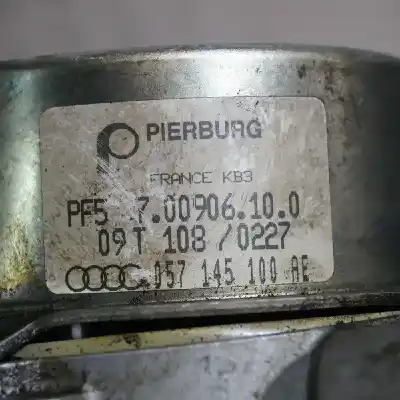 PIERBURG
FRANCE KB3
PF5 7.00906.10.0
09T 108 / 0227
057 145 100 AE